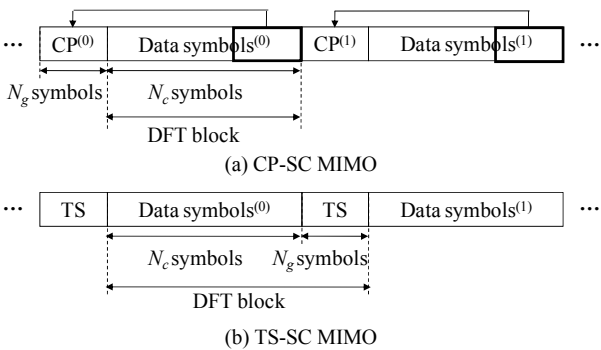 ... CP(0) Data symbols(0) CP(1) Data symbols(1) ...
Ng symbols Nc symbols
DFT block
(a) CP-SC MIMO
... TS Data symbols(0) TS Data symbols(1) ...
Nc symbols Ng symbols
DFT block
(b) TS-SC MIMO